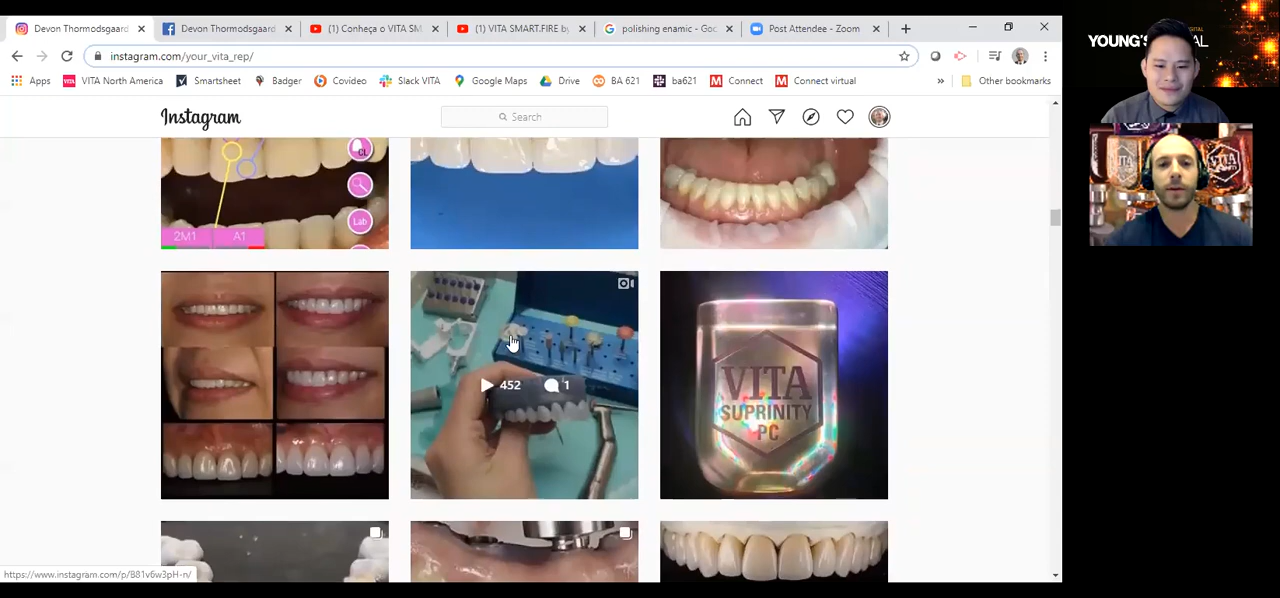 Devon Thormodsgaard
Devon Thormodsgaard
(1) Conheça o VITA SM
(1) VITA SMART.FIRE by
polishing enamic - Goo
Post Attendee - Zoom
instagram.com/your_vita_rep/
Apps
VITA North America
Smartsheet
Badger
Covideo
Slack VITA
Google Maps
Drive
BA 621
ba621
Connect
Connect virtual
»
Other bookmarks
Instagram
Search
CL
Lab
2M1
A1
452
1
VITA
SUPRINITY
PC
https://www.instagram.com/p/B81v6w3pH-n/
YOUNG'S
DIGITAL